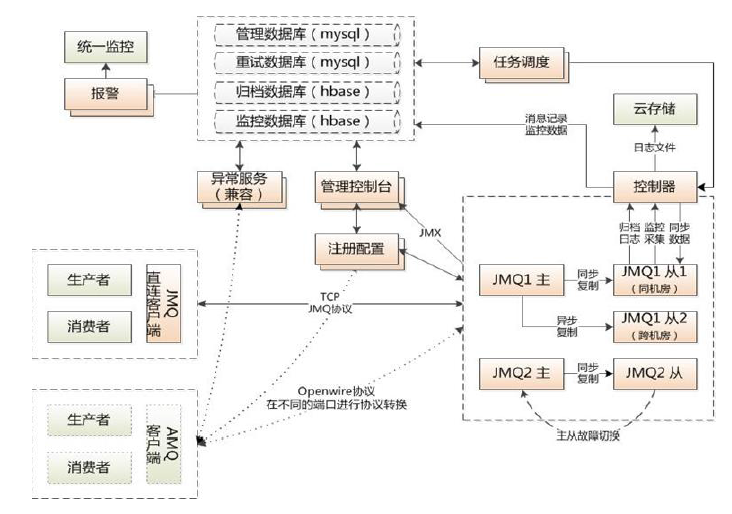 管理数据库（mysql）
重试数据库（mysql）
归档数据库（hbase）
监控数据库（hbase）
统一监控
报警
任务调度
消息记录
监控数据
云存储
日志文件
控制器
异常服务
（兼容）
管理控制台
注册配置
JMX
归档
日志
监控
采集
同步
数据
生产者
消费者
JMQ
直连客户端
TCP
JMQ协议
JMQ1 主
同步
复制
JMQ1 从1
（同机房）
异步
复制
JMQ1 从2
（跨机房）
JMQ2 主
同步
复制
JMQ2 从
主从故障切换
Openwire协议
在不同的端口进行协议转换
生产者
消费者
AMQ
客户端